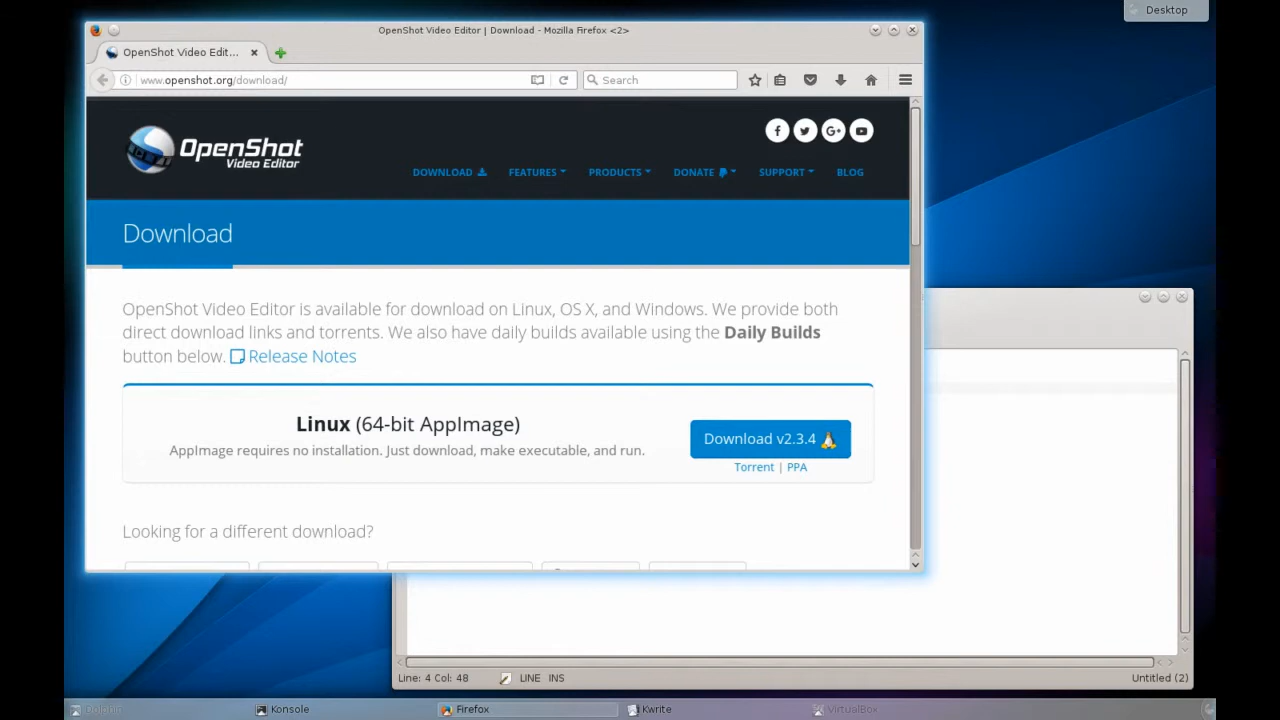 Desktop
OpenShot Video Editor | Download - Mozilla Firefox <2>
OpenShot Video Edit...
www.openshot.org/download/
Search
OpenShot
Video Editor
DOWNLOAD FEATURES PRODUCTS DONATE SUPPORT BLOG
Download
OpenShot Video Editor is available for download on Linux, OS X, and Windows. We provide both
direct download links and torrents. We also have daily builds available using the Daily Builds
button below. Release Notes
Linux (64-bit AppImage)
AppImage requires no installation. Just download, make executable, and run.
Download v2.3.4
Torrent | PPA
Looking for a different download?
Line: 4 Col: 48 LINE INS Untitled (2)
Dolphin Konsole Firefox Kwrite VirtualBox